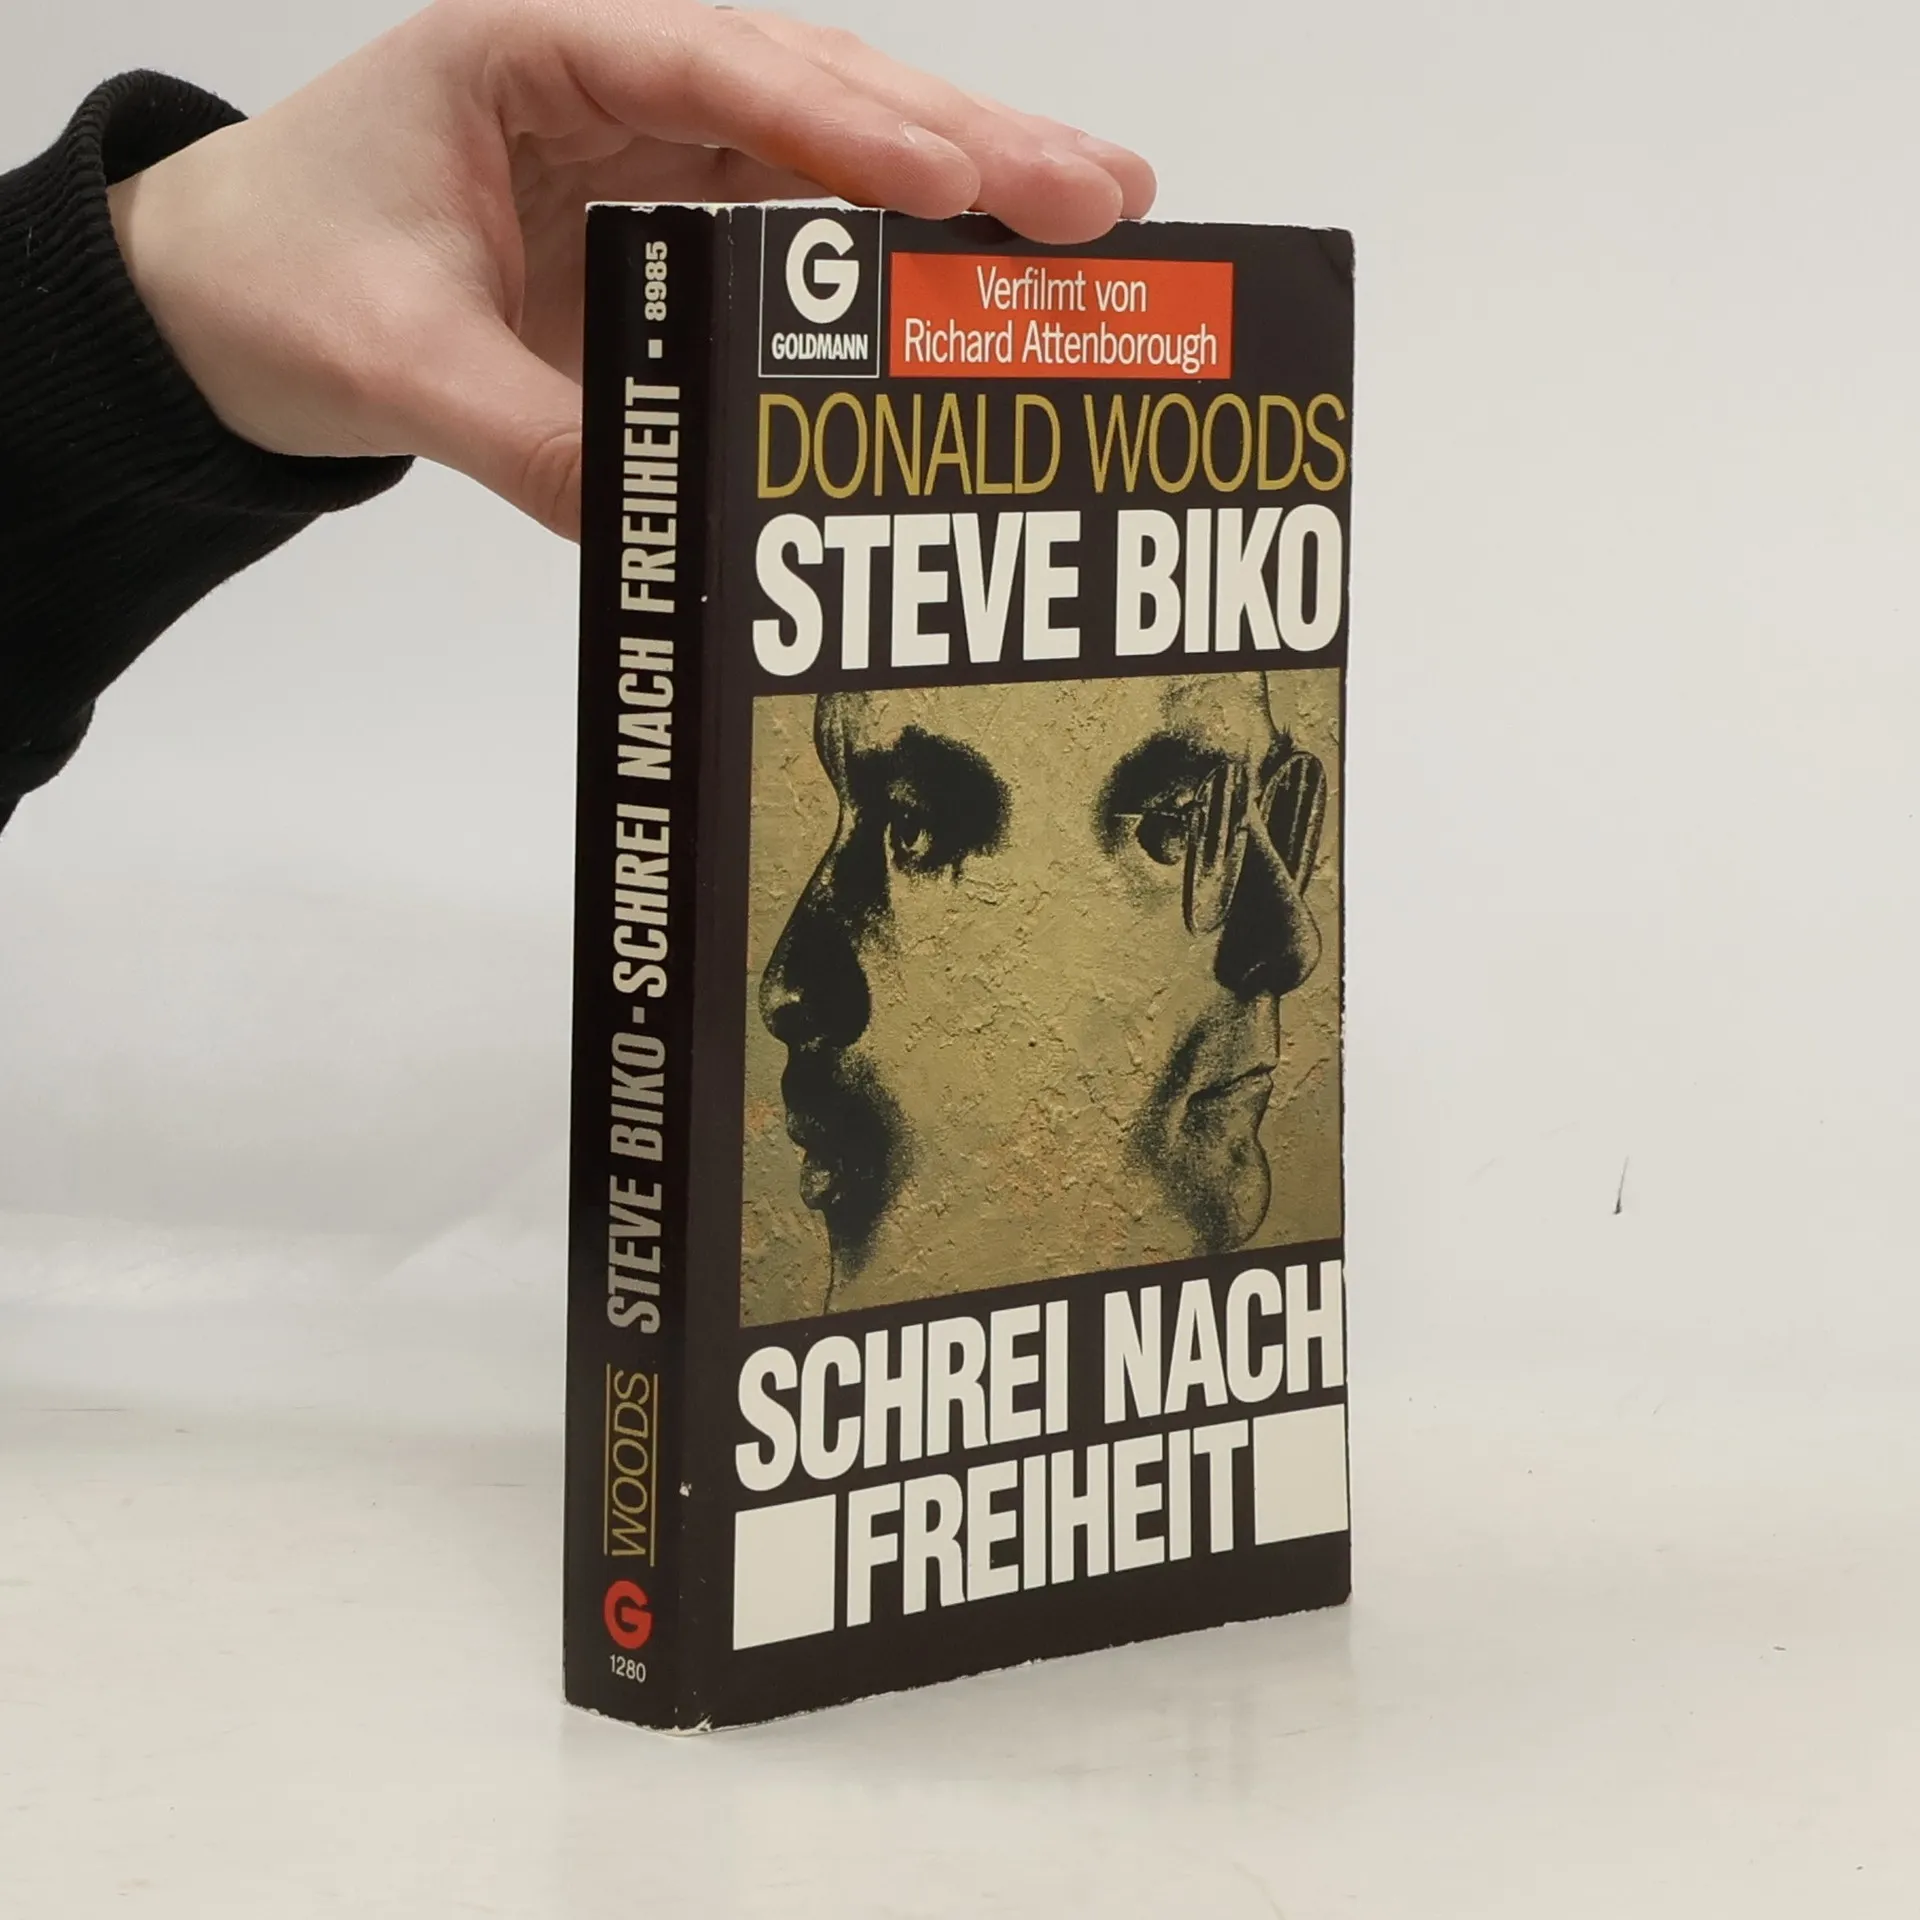 G
GOLDMANN
Verfilmt von
Richard Attenborough
DONALD WOODS
STEVE BIKO
SCHREI NACH
FREIHEIT
WOODS STEVE BIKO · SCHREI NACH FREIHEIT ▪ 8985
G
1280